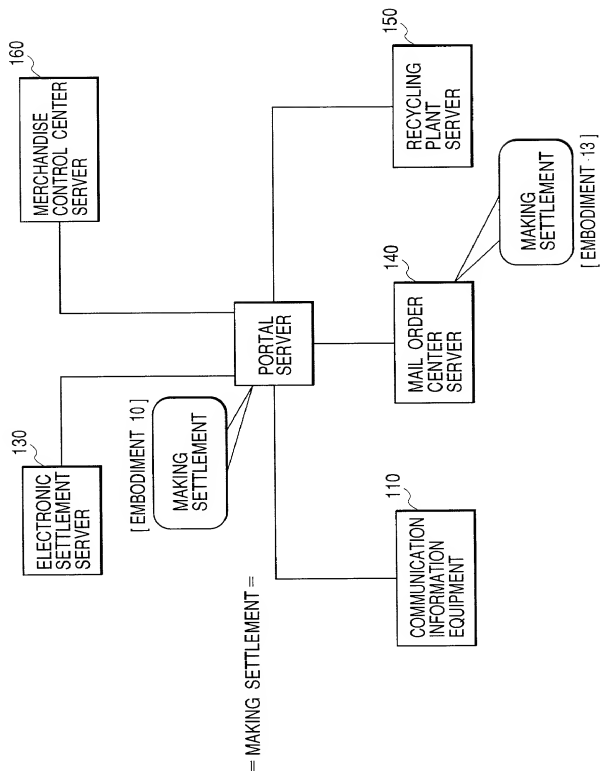 = MAKING SETTLEMENT =
130
ELECTRONIC
SETTLEMENT
SERVER
160
MERCHANDISE
CONTROL CENTER
SERVER
[ EMBODIMENT 10 ]
MAKING
SETTLEMENT
PORTAL
SERVER
110
COMMUNICATION
INFORMATION
EQUIPMENT
140
MAIL ORDER
CENTER
SERVER
150
RECYCLING
PLANT
SERVER
MAKING
SETTLEMENT
[ EMBODIMENT 13 ]